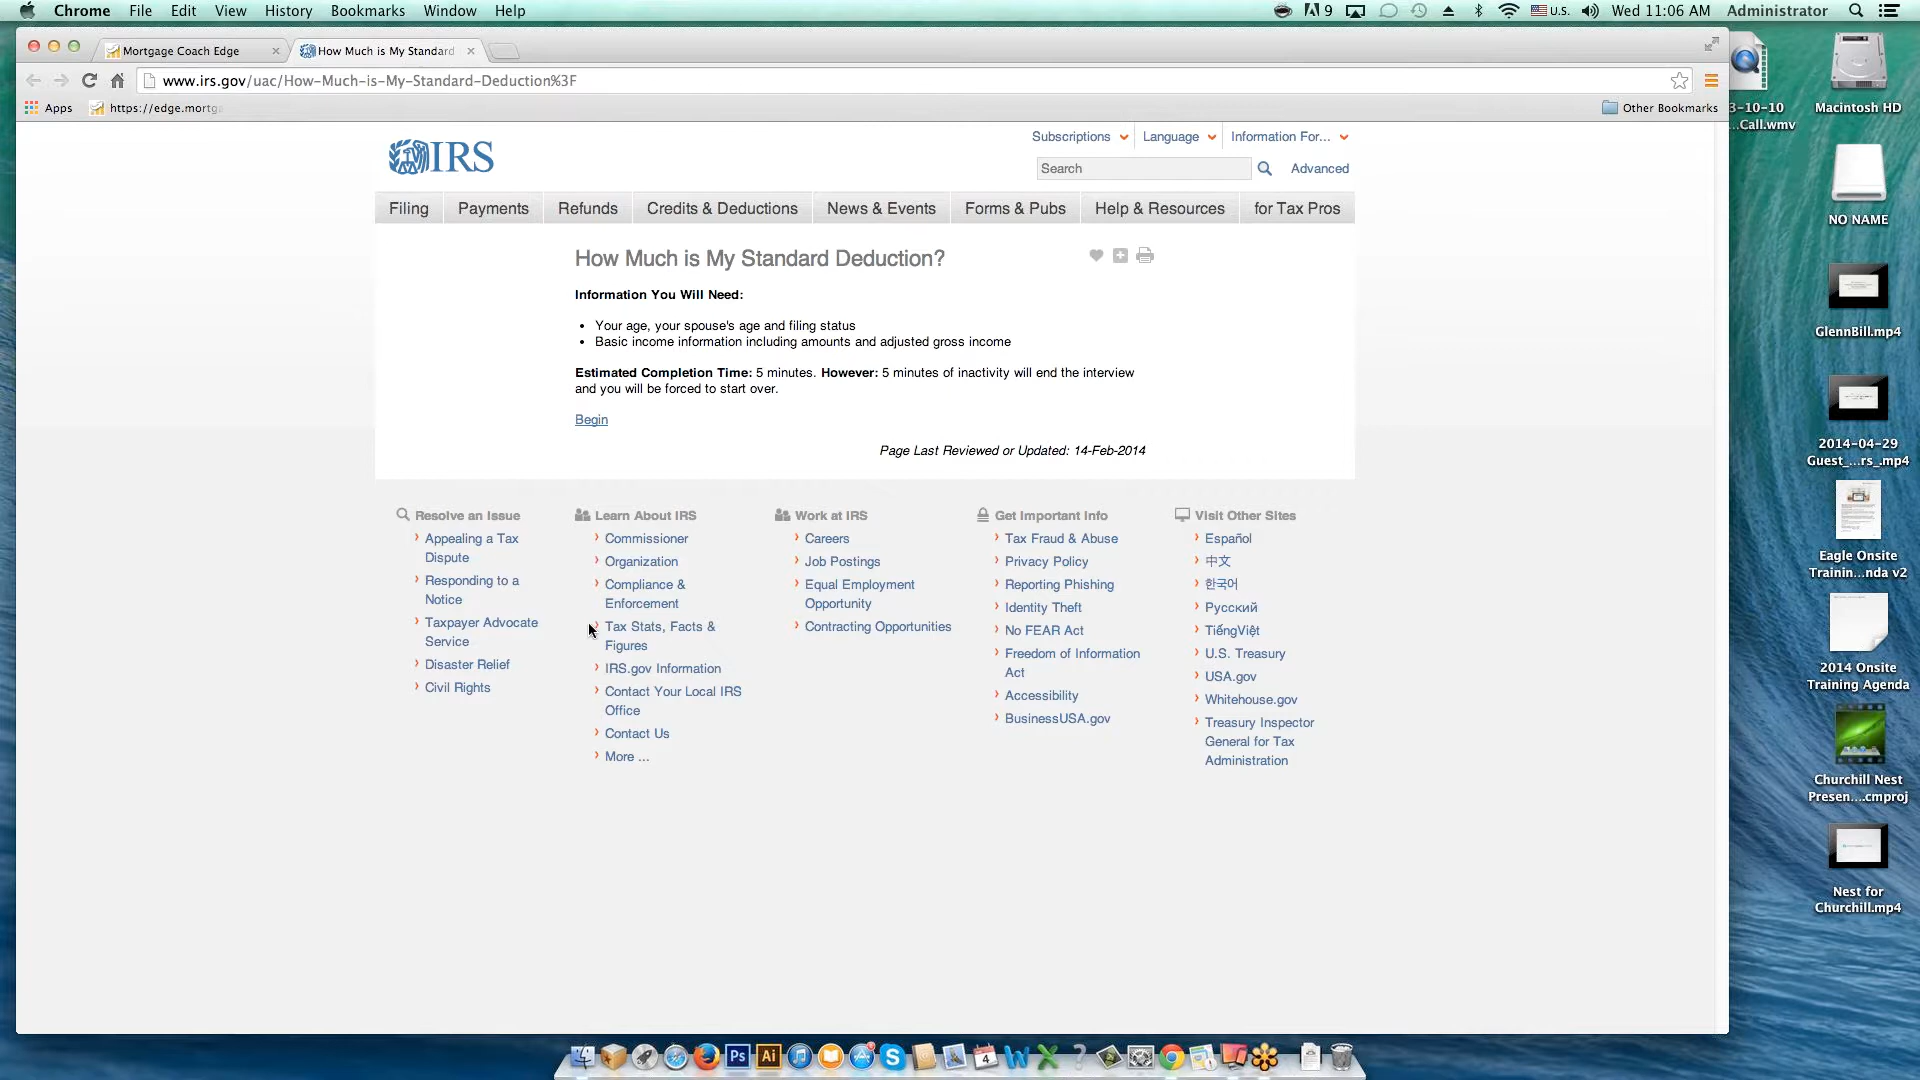 Chrome File Edit View History Bookmarks Window Help
9 U.S. Wed 11:06 AM Administrator
Mortgage Coach Edge
How Much is My Standard
www.irs.gov/uac/How-Much-is-My-Standard-Deduction%3F
Apps https://edge.mortg
Other Bookmarks
Subscriptions Language Information For...
IRS
Search Advanced
Filing Payments Refunds Credits & Deductions News & Events Forms & Pubs Help & Resources for Tax Pros
How Much is My Standard Deduction?
Information You Will Need:
• Your age, your spouse's age and filing status
• Basic income information including amounts and adjusted gross income
Estimated Completion Time: 5 minutes. However: 5 minutes of inactivity will end the interview
and you will be forced to start over.
Begin
Page Last Reviewed or Updated: 14-Feb-2014
Resolve an Issue
Appealing a Tax
Dispute
Responding to a
Notice
Taxpayer Advocate
Service
Disaster Relief
Civil Rights
Learn About IRS
Commissioner
Organization
Compliance &
Enforcement
Tax Stats, Facts &
Figures
IRS.gov Information
Contact Your Local IRS
Office
Contact Us
More ...
Work at IRS
Careers
Job Postings
Equal Employment
Opportunity
Contracting Opportunities
Get Important Info
Tax Fraud & Abuse
Privacy Policy
Reporting Phishing
Identity Theft
No FEAR Act
Freedom of Information
Act
Accessibility
BusinessUSA.gov
Visit Other Sites
Español
中文
한국어
Русский
TiếngViệt
U.S. Treasury
USA.gov
Whitehouse.gov
Treasury Inspector
General for Tax
Administration
3-10-10
...Call.wmv
Macintosh HD
NO NAME
GlennBill.mp4
2014-04-29
Guest_...rs_.mp4
Eagle Onsite
Trainin...nda v2
2014 Onsite
Training Agenda
Churchill Nest
Presen....cmproj
Nest for
Churchill.mp4
Ps Ai
4